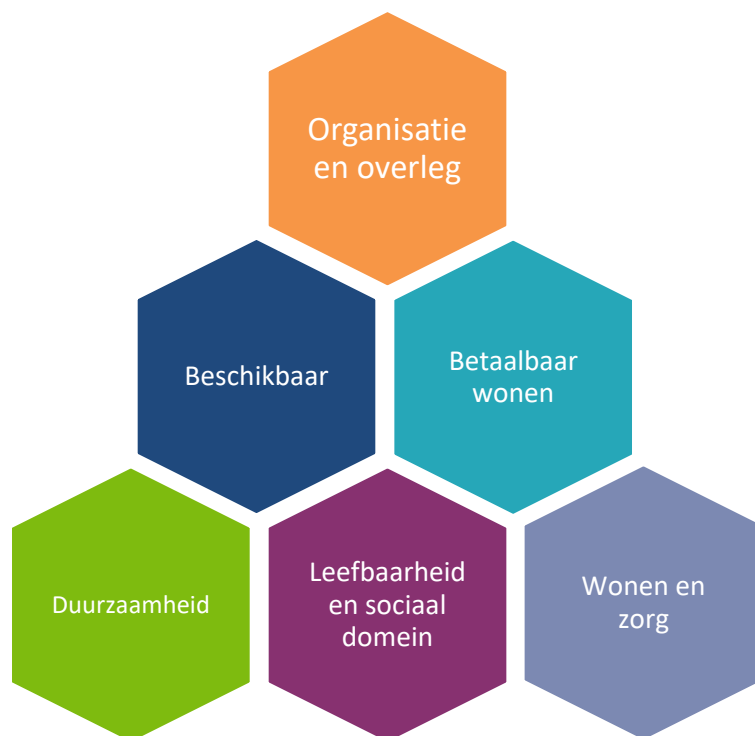 Organisatie
en overleg
Beschikbaar
Betaalbaar
wonen
Duurzaamheid
Leefbaarheid
en sociaal
domein
Wonen en
zorg